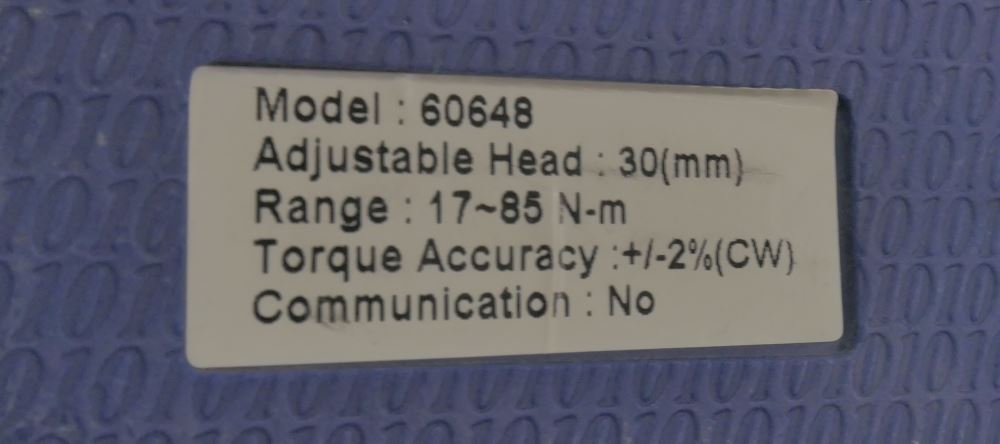 Model : 60648
Adjustable Head : 30(mm)
Range : 17~85 N-m
Torque Accuracy :+/-2%(CW)
Communication : No